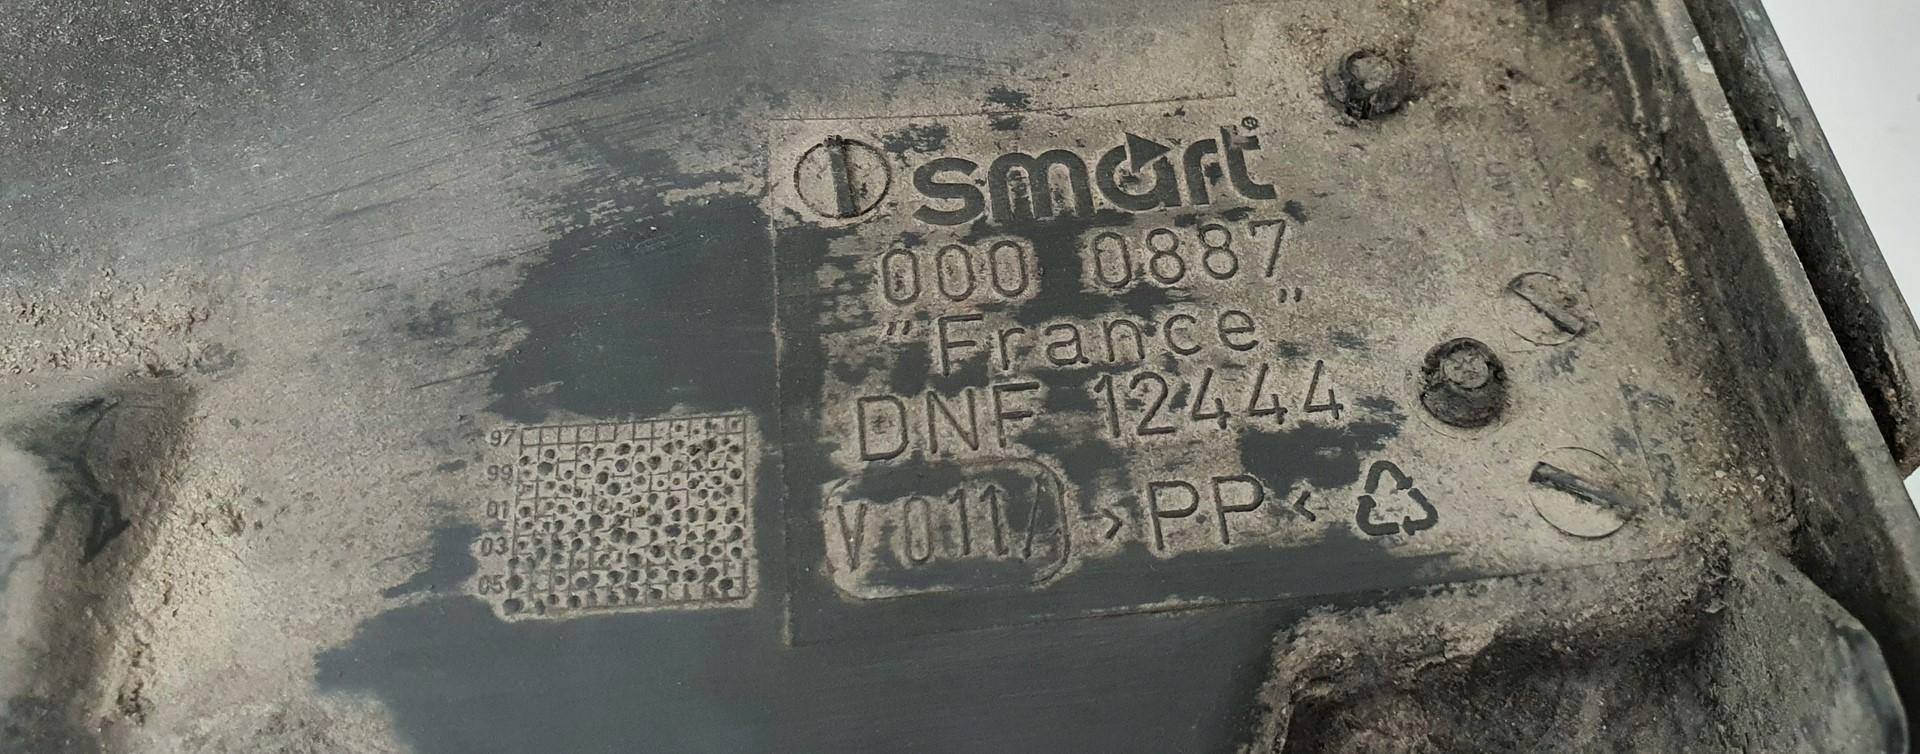 smart®
000 0887
"France"
DNF 12444
V 011/ >PP<
97
99
01
03
05